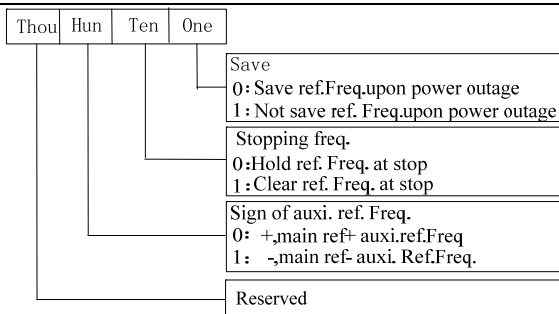 Thou Hun Ten One
Save
0:Save ref.Freq.upon power outage
1:Not save ref. Freq.upon power outage
Stopping freq.
0:Hold ref. Freq. at stop
1:Clear ref. Freq. at stop
Sign of auxi. ref. Freq.
0: +,main ref+ auxi.ref.Freq
1: -,main ref- auxi. Ref.Freq.
Reserved